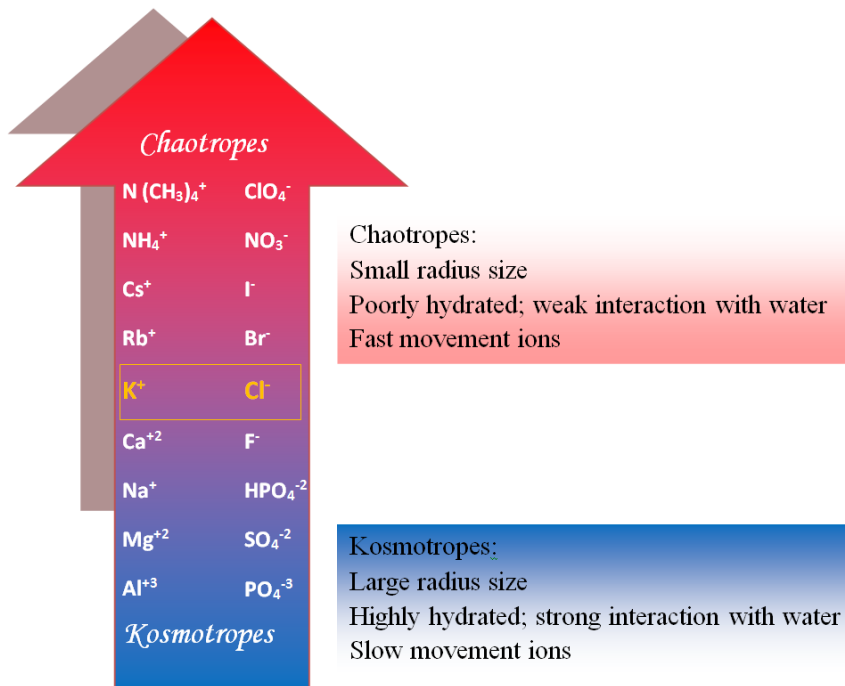 Chaotropes
N (CH₃)₄⁺ ClO₄⁻
NH₄⁺ NO₃⁻
Cs⁺ I⁻
Rb⁺ Br⁻
K⁺ Cl⁻
Ca⁺² F⁻
Na⁺ HPO₄⁻²
Mg⁺² SO₄⁻²
Al⁺³ PO₄⁻³
Kosmotropes
Chaotropes:
Small radius size
Poorly hydrated; weak interaction with water
Fast movement ions
Kosmotropes:
Large radius size
Highly hydrated; strong interaction with water
Slow movement ions